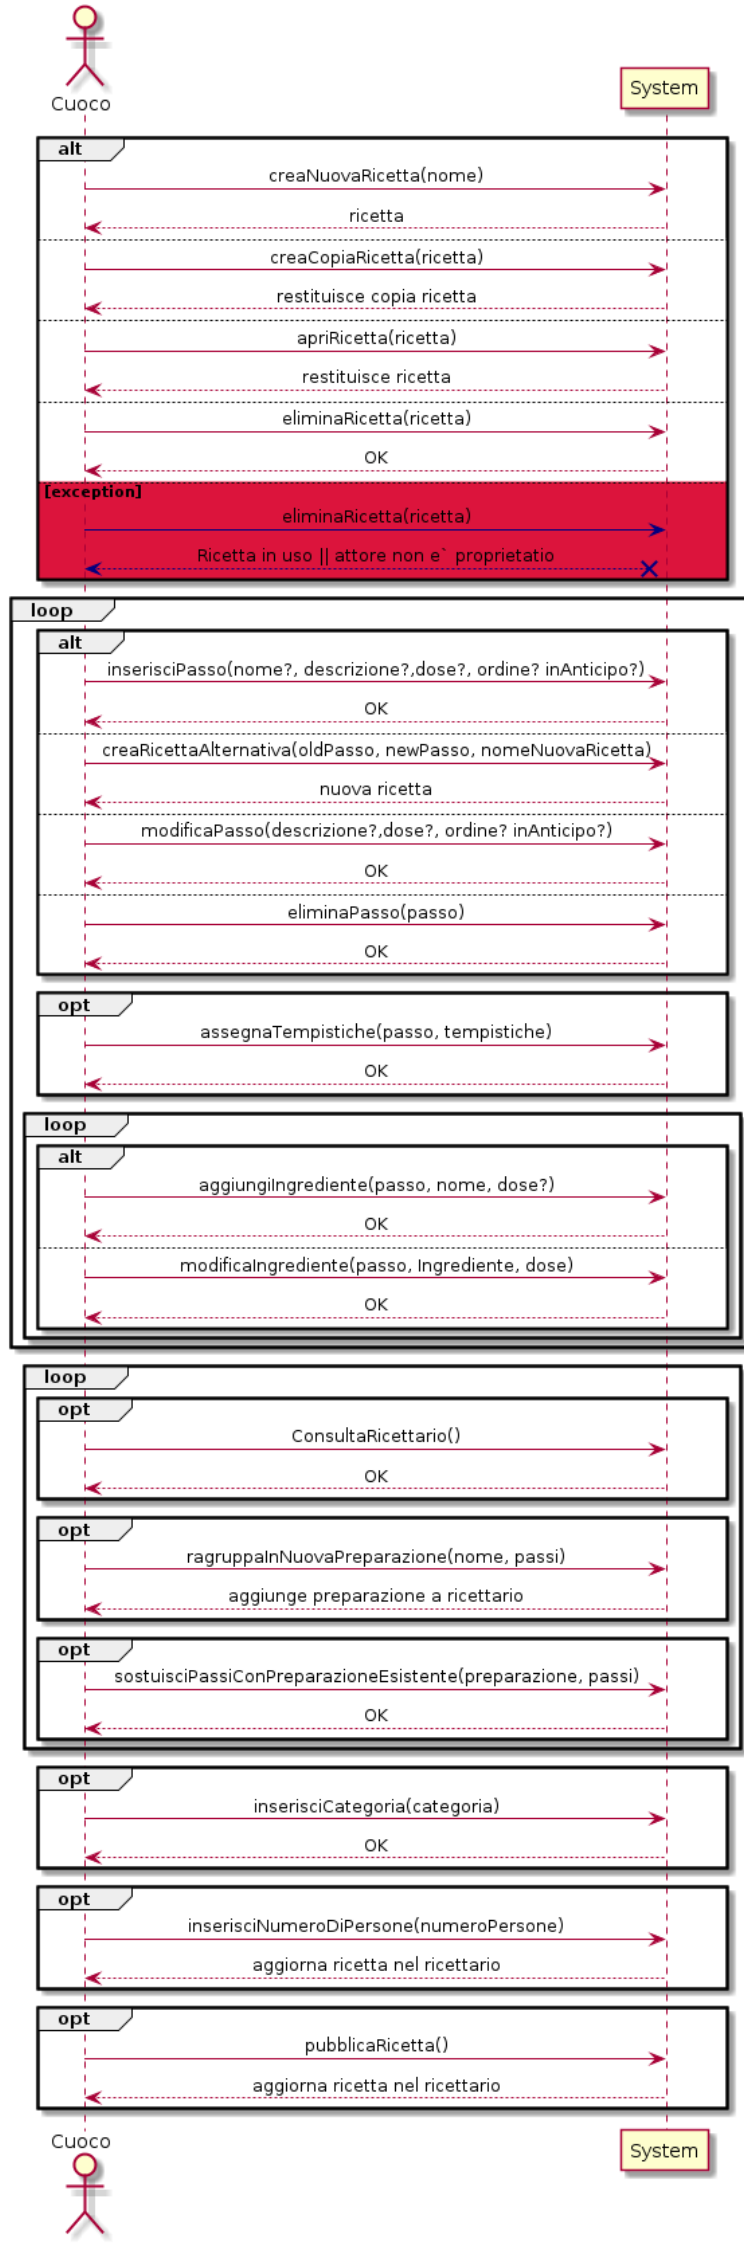 Cuoco
System
alt
creaNuovaRicetta(nome)
ricetta
creaCopiaRicetta(ricetta)
restituisce copia ricetta
apriRicetta(ricetta)
restituisce ricetta
eliminaRicetta(ricetta)
OK
[exception]
eliminaRicetta(ricetta)
Ricetta in uso || attore non e` proprietatio
loop
alt
inserisciPasso(nome?, descrizione?,dose?, ordine? inAnticipo?)
OK
creaRicettaAlternativa(oldPasso, newPasso, nomeNuovaRicetta)
nuova ricetta
modificaPasso(descrizione?,dose?, ordine? inAnticipo?)
OK
eliminaPasso(passo)
OK
opt
assegnaTempistiche(passo, tempistiche)
OK
loop
alt
aggiungiIngrediente(passo, nome, dose?)
OK
modificaIngrediente(passo, Ingrediente, dose)
OK
loop
opt
ConsultaRicettario()
OK
opt
ragruppaInNuovaPreparazione(nome, passi)
aggiunge preparazione a ricettario
opt
sostuisciPassiConPreparazioneEsistente(preparazione, passi)
OK
opt
inserisciCategoria(categoria)
OK
opt
inserisciNumeroDiPersone(numeroPersone)
aggiorna ricetta nel ricettario
opt
pubblicaRicetta()
aggiorna ricetta nel ricettario
Cuoco
System